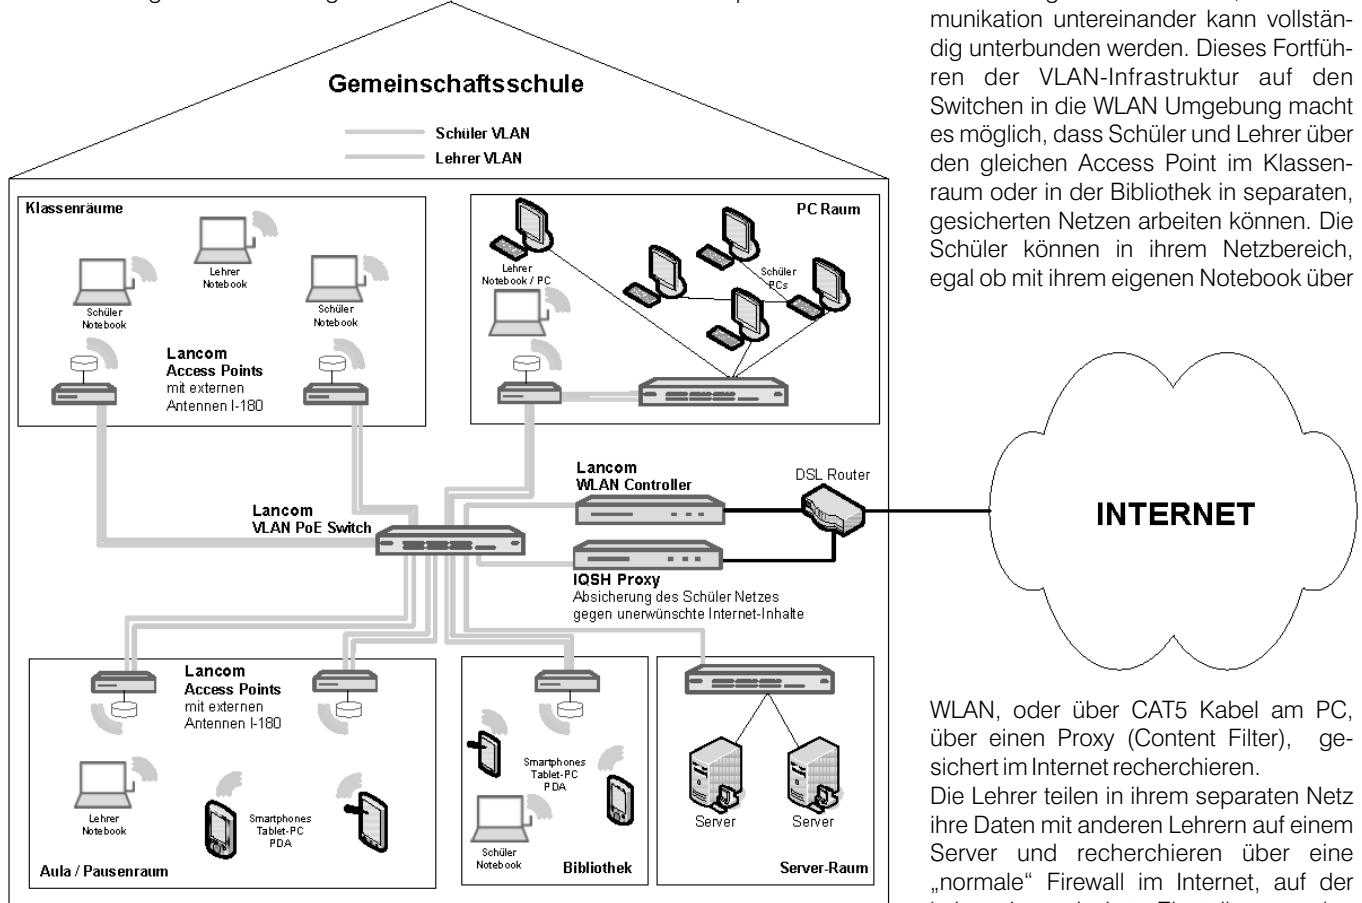 munikation untereinander kann vollstän-
dig unterbunden werden. Dieses Fortfüh-
ren der VLAN-Infrastruktur auf den
Switchen in die WLAN Umgebung macht
es möglich, dass Schüler und Lehrer über
den gleichen Access Point im Klassen-
raum oder in der Bibliothek in separaten,
gesicherten Netzen arbeiten können. Die
Schüler können in ihrem Netzbereich,
egal ob mit ihrem eigenen Notebook über
Gemeinschaftsschule
Schüler VLAN
Lehrer VLAN
Klassenräume
Lehrer
Notebook
Schüler
Notebook
Schüler
Notebook
Lancom
Access Points
mit externen
Antennen I-180
PC Raum
Lehrer
Notebook / PC
Schüler
PCs
Lancom
WLAN Controller
DSL Router
INTERNET
Lancom
VLAN PoE Switch
IQSH Proxy
Absicherung des Schüler Netzes
gegen unerwünschte Internet-Inhalte
Lancom
Access Points
mit externen
Antennen I-180
Lehrer
Notebook
Smartphones
Tablet-PC
PDA
Aula / Pausenraum
Smartphones
Tablet-PC
PDA
Schüler
Notebook
Bibliothek
Server
Server
Server-Raum
WLAN, oder über CAT5 Kabel am PC,
über einen Proxy (Content Filter), ge-
sichert im Internet recherchieren.
Die Lehrer teilen in ihrem separaten Netz
ihre Daten mit anderen Lehrern auf einem
Server und recherchieren über eine
„normale“ Firewall im Internet, auf der